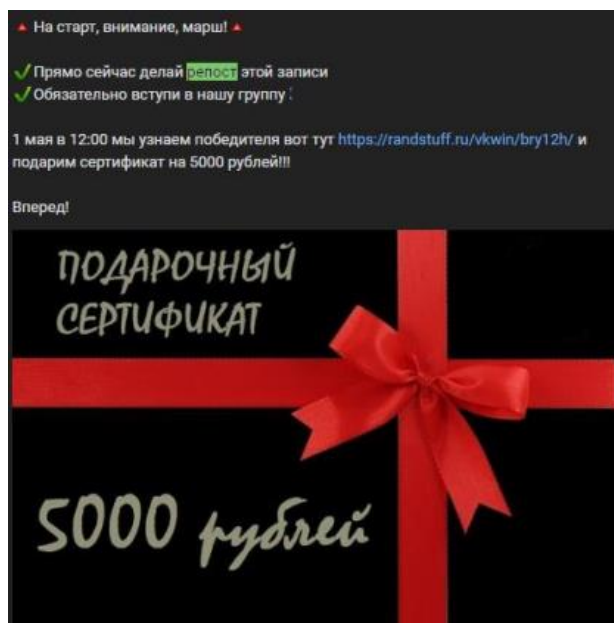 🔺 На старт, внимание, марш! 🔺
✔Прямо сейчас делай репост этой записи
✔Обязательно вступи в нашу группу
1 мая в 12:00 мы узнаем победителя вот тут https://randstuff.ru/vkwin/bry12h/ и
подарим сертификат на 5000 рублей!!!
Вперед!
ПОДАРОЧНЫЙ
СЕРТИФИКАТ
5000 рублей